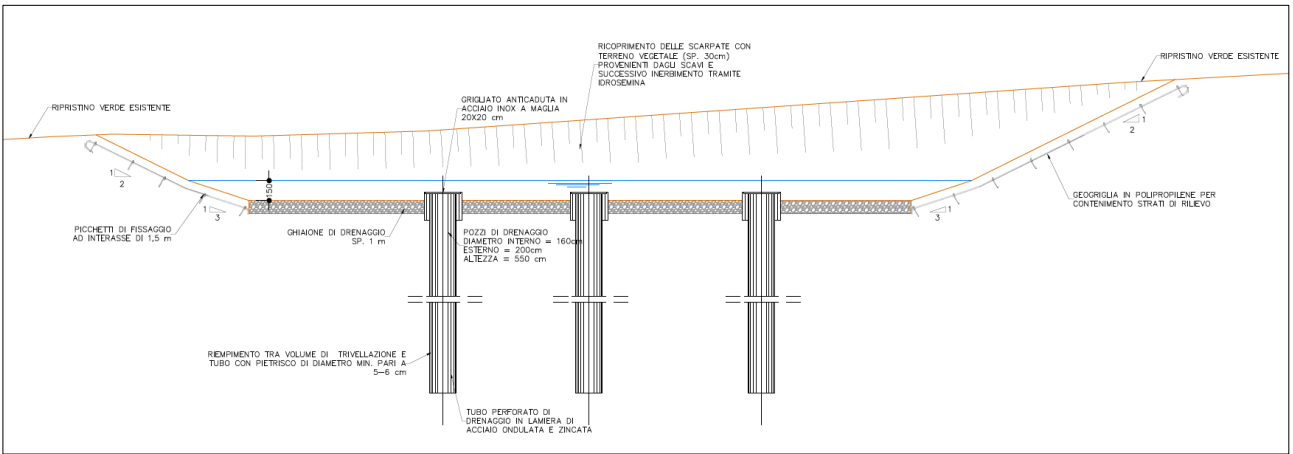 RICOPRIMENTO DELLE SCARPATE CON
TERRENO VEGETALE (SP. 30cm)
PROVENIENTI DAGLI SCAVI E
SUCCESSIVO INERBIMENTO TRAMITE
IDROSEMINA
RIPRISTINO VERDE ESISTENTE
RIPRISTINO VERDE ESISTENTE
GRIGLIATO ANTICADUTA IN
ACCIAIO INOX A MAGLIA
20X20 cm
1
2
1
2
150
1
3
1
3
GEOGRIGLIA IN POLIPROPILENE PER
CONTENIMENTO STRATI DI RILIEVO
PICCHETTI DI FISSAGGIO
AD INTERASSE DI 1,5 m
GHIAIONE DI DRENAGGIO
SP. 1 m
POZZI DI DRENAGGIO
DIAMETRO INTERNO = 160cm
ESTERNO = 200cm
ALTEZZA = 550 cm
RIEMPIMENTO TRA VOLUME DI TRIVELLAZIONE E
TUBO CON PIETRISCO DI DIAMETRO MIN. PARI A
5-6 cm
TUBO PERFORATO DI
DRENAGGIO IN LAMIERA DI
ACCIAIO ONDULATA E ZINCATA